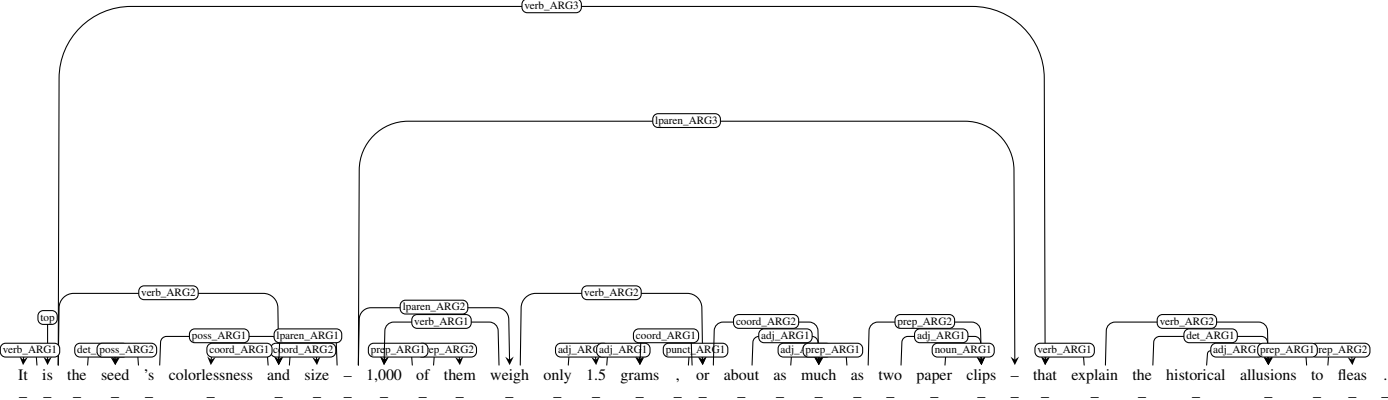 verb_ARG3
lparen_ARG3
verb_ARG2 verb_ARG2
lparen_ARG2
top verb_ARG1 coord_ARG2 prep_ARG2 verb_ARG2
poss_ARG1 lparen_ARG1 coord_ARG1 adj_ARG1 adj_ARG1 det_ARG1
verb_ARG1 poss_ARG2 coord_ARG1 coord_ARG2 prep_ARG1 adj_ARG1 punct_ARG1 prep_ARG1 noun_ARG1 verb_ARG1 prep_ARG1
It is the seed 's colorlessness and size – 1,000 of them weigh only 1.5 grams , or about as much as two paper clips – that explain the historical allusions to fleas .
_ _ _ _ _ _ _ _ _ _ _ _ _ _ _ _ _ _ _ _ _ _ _ _ _ _ _ _ _ _ _ _ _ _ _